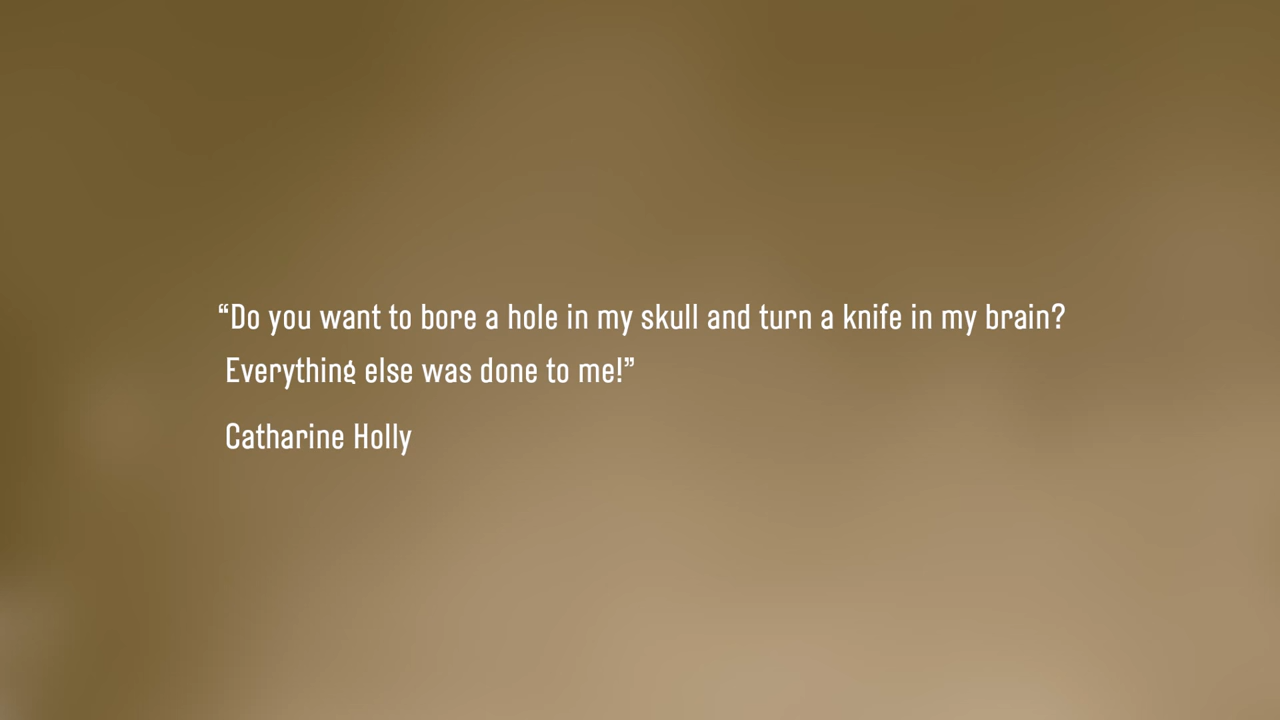 “Do you want to bore a hole in my skull and turn a knife in my brain?
Everything else was done to me!”
Catharine Holly